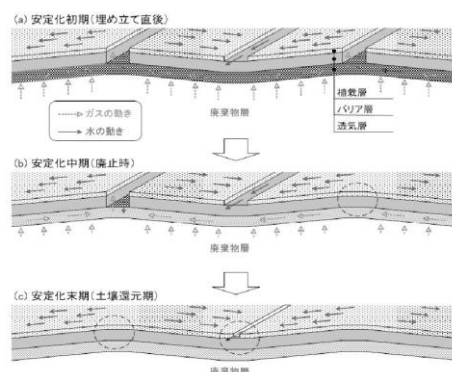 (a) 安定化初期(埋め立て直後)
植栽層
バリア層
透気層
ガスの動き
水の動き
廃棄物層
(b) 安定化中期(廃止時)
廃棄物層
(c) 安定化末期(土壌還元期)
廃棄物層